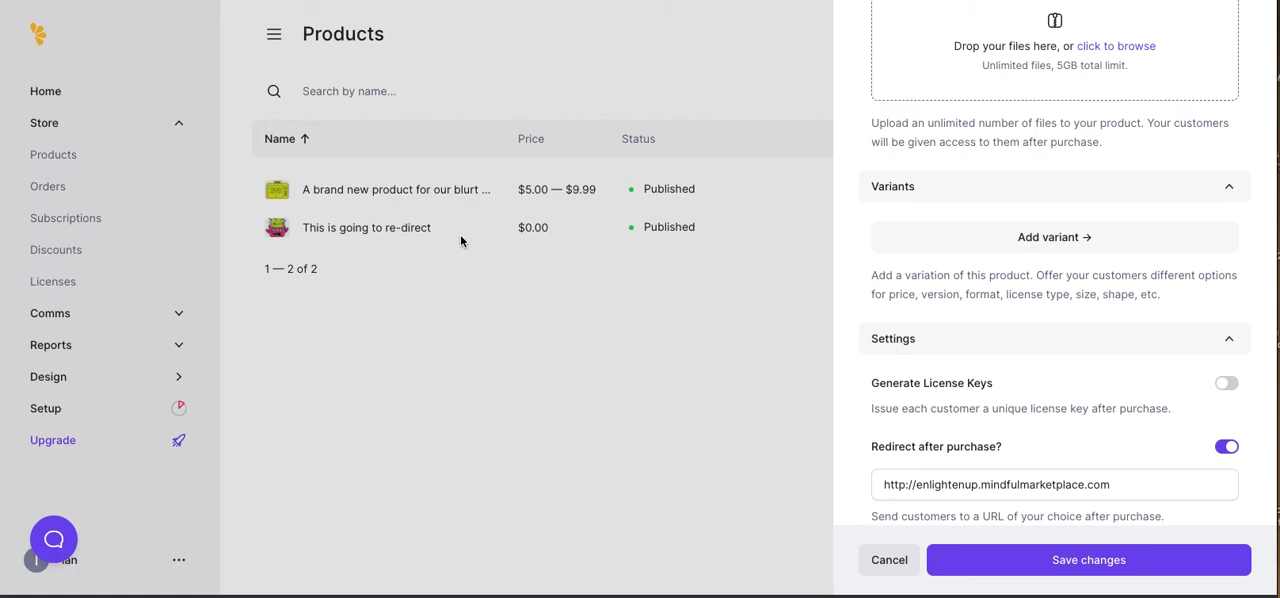 Products
Home
Store
Products
Orders
Subscriptions
Discounts
Licenses
Comms
Reports
Design
Setup
Upgrade
Search by name...
Name Price Status
A brand new product for our blurt ... $5.00 — $9.99 Published
This is going to re-direct $0.00 Published
1 — 2 of 2
Drop your files here, or click to browse
Unlimited files, 5GB total limit.
Upload an unlimited number of files to your product. Your customers
will be given access to them after purchase.
Variants
Add variant →
Add a variation of this product. Offer your customers different options
for price, version, format, license type, size, shape, etc.
Settings
Generate License Keys
Issue each customer a unique license key after purchase.
Redirect after purchase?
http://enlightenup.mindfulmarketplace.com
Send customers to a URL of your choice after purchase.
Cancel Save changes